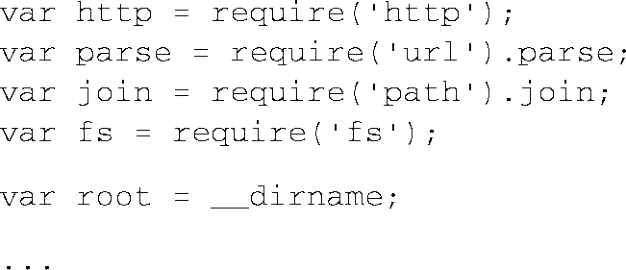 var http = require('http');
var parse = require('url').parse;
var join = require('path').join;
var fs = require('fs');
var root = __dirname;
...